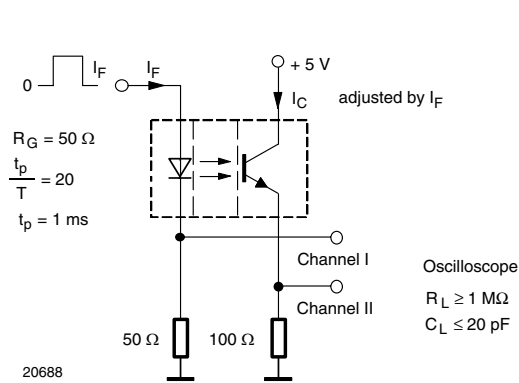 + 5 V
0
I_F
I_F
I_C
adjusted by I_F
R_G = 50 Ω
t_p
T
= 20
t_p = 1 ms
Channel I
Channel II
Oscilloscope
R_L ≥ 1 MΩ
C_L ≤ 20 pF
50 Ω
100 Ω
20688